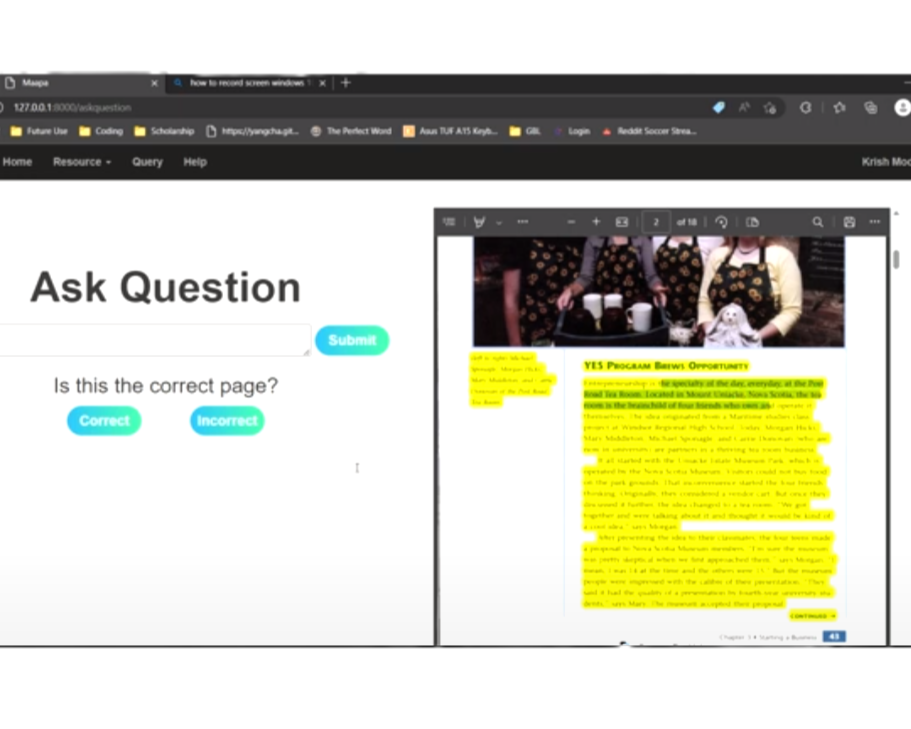 Maapa
how to record screen windows
127.0.0.1:8000/askquestion
Future Use Coding Scholarship https://yangcha.git... The Perfect Word Asus TUF A15 Keyb... GBL Login Reddit Soccer Strea...
Home Resource Query Help Krish Moo
2 of 18
Ask Question
Submit
Is this the correct page?
Correct Incorrect
YES PROGRAM BREWS OPPORTUNITY
Entrepreneurship is the specialty of the day, everyday, at the Post
Road Tea Room. Located in Mount Uniacke, Nova Scotia, the tea
room is the brainchild of four friends who own and operate it
themselves. The idea originated from a Maritime studies class
project at Windsor Regional High School. Today, Morgan Hicks,
Mary Middleton, Michael Sponagle, and Carrie who are
now in university, are partners in a thriving tea room business.
It all started with the Uniacke Estate Museum Park, which is
operated by the Nova Scotia Museum. Visitors could not buy food
on the park grounds. That inconvenience started the four friends
thinking. Originally, they considered a vendor cart. But once they
discussed it further, the idea changed to a tea room. "We got
together and were talking about it and thought it would be kind of
a cool idea," says Morgan.
After presenting the idea to their classmates, the four teens made
a proposal to Nova Scotia Museum members. "I'm sure the museum
was pretty skeptical when we first approached them," says Morgan. "I
mean, I was 14 at the time and the others were 15." But the museum
people were impressed with the calibre of their presentation. "They
said it had the quality of a presentation by fourth-year university stu-
dents," says Mary. The museum accepted their proposal.
CONTINUED →
Chapter 3 • Starting a Business 43